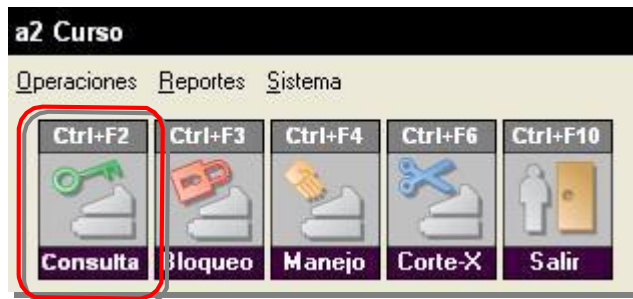 a2 Curso
Operaciones Reportes Sistema
Ctrl+F2 Ctrl+F3 Ctrl+F4 Ctrl+F6 Ctrl+F10
Consulta Bloqueo Manejo Corte-X Salir